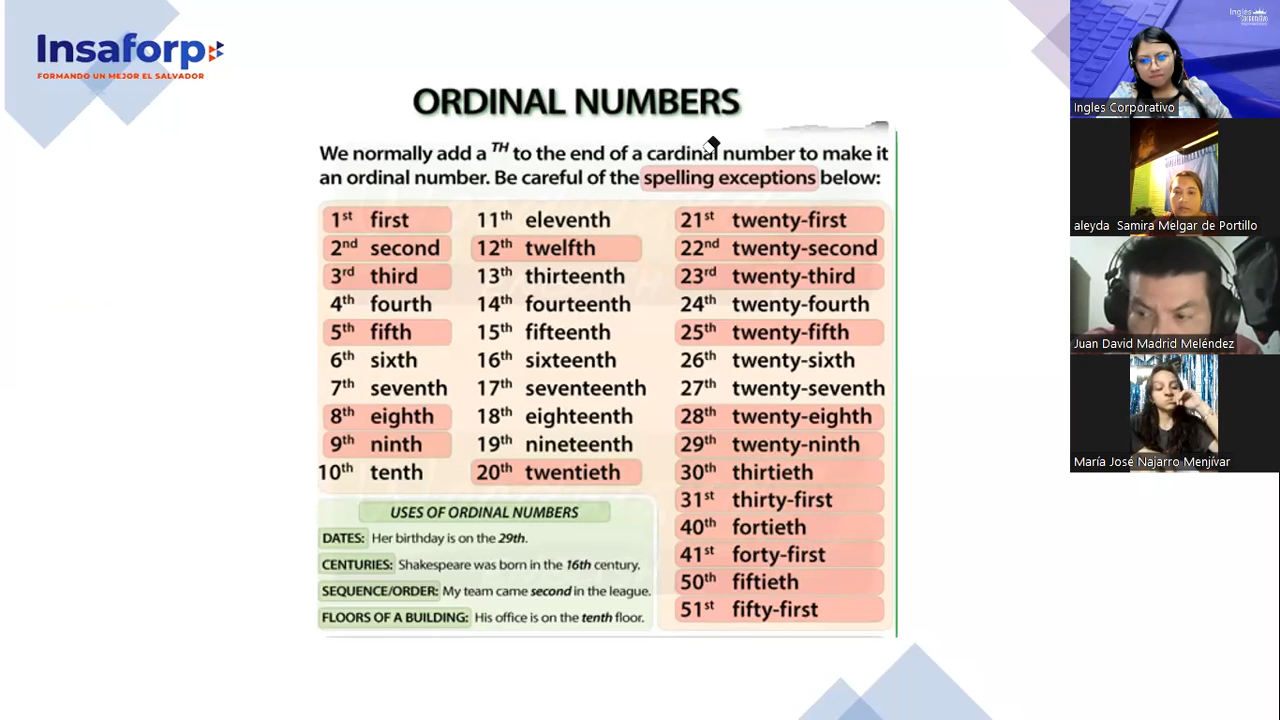 Insaforp
FORMANDO UN MEJOR EL SALVADOR
ORDINAL NUMBERS
We normally add a TH to the end of a cardinal number to make it
an ordinal number. Be careful of the spelling exceptions below:
1st first
2nd second
3rd third
4th fourth
5th fifth
6th sixth
7th seventh
8th eighth
9th ninth
10th tenth
11th eleventh
12th twelfth
13th thirteenth
14th fourteenth
15th fifteenth
16th sixteenth
17th seventeenth
18th eighteenth
19th nineteenth
20th twentieth
21st twenty-first
22nd twenty-second
23rd twenty-third
24th twenty-fourth
25th twenty-fifth
26th twenty-sixth
27th twenty-seventh
28th twenty-eighth
29th twenty-ninth
30th thirtieth
31st thirty-first
40th fortieth
41st forty-first
50th fiftieth
51st fifty-first
USES OF ORDINAL NUMBERS
DATES: Her birthday is on the 29th.
CENTURIES: Shakespeare was born in the 16th century.
SEQUENCE/ORDER: My team came second in the league.
FLOORS OF A BUILDING: His office is on the tenth floor.
Ingles
Ingles Corporativo
aleyda Samira Melgar de Portillo
Juan David Madrid Meléndez
María José Najarro Menjívar